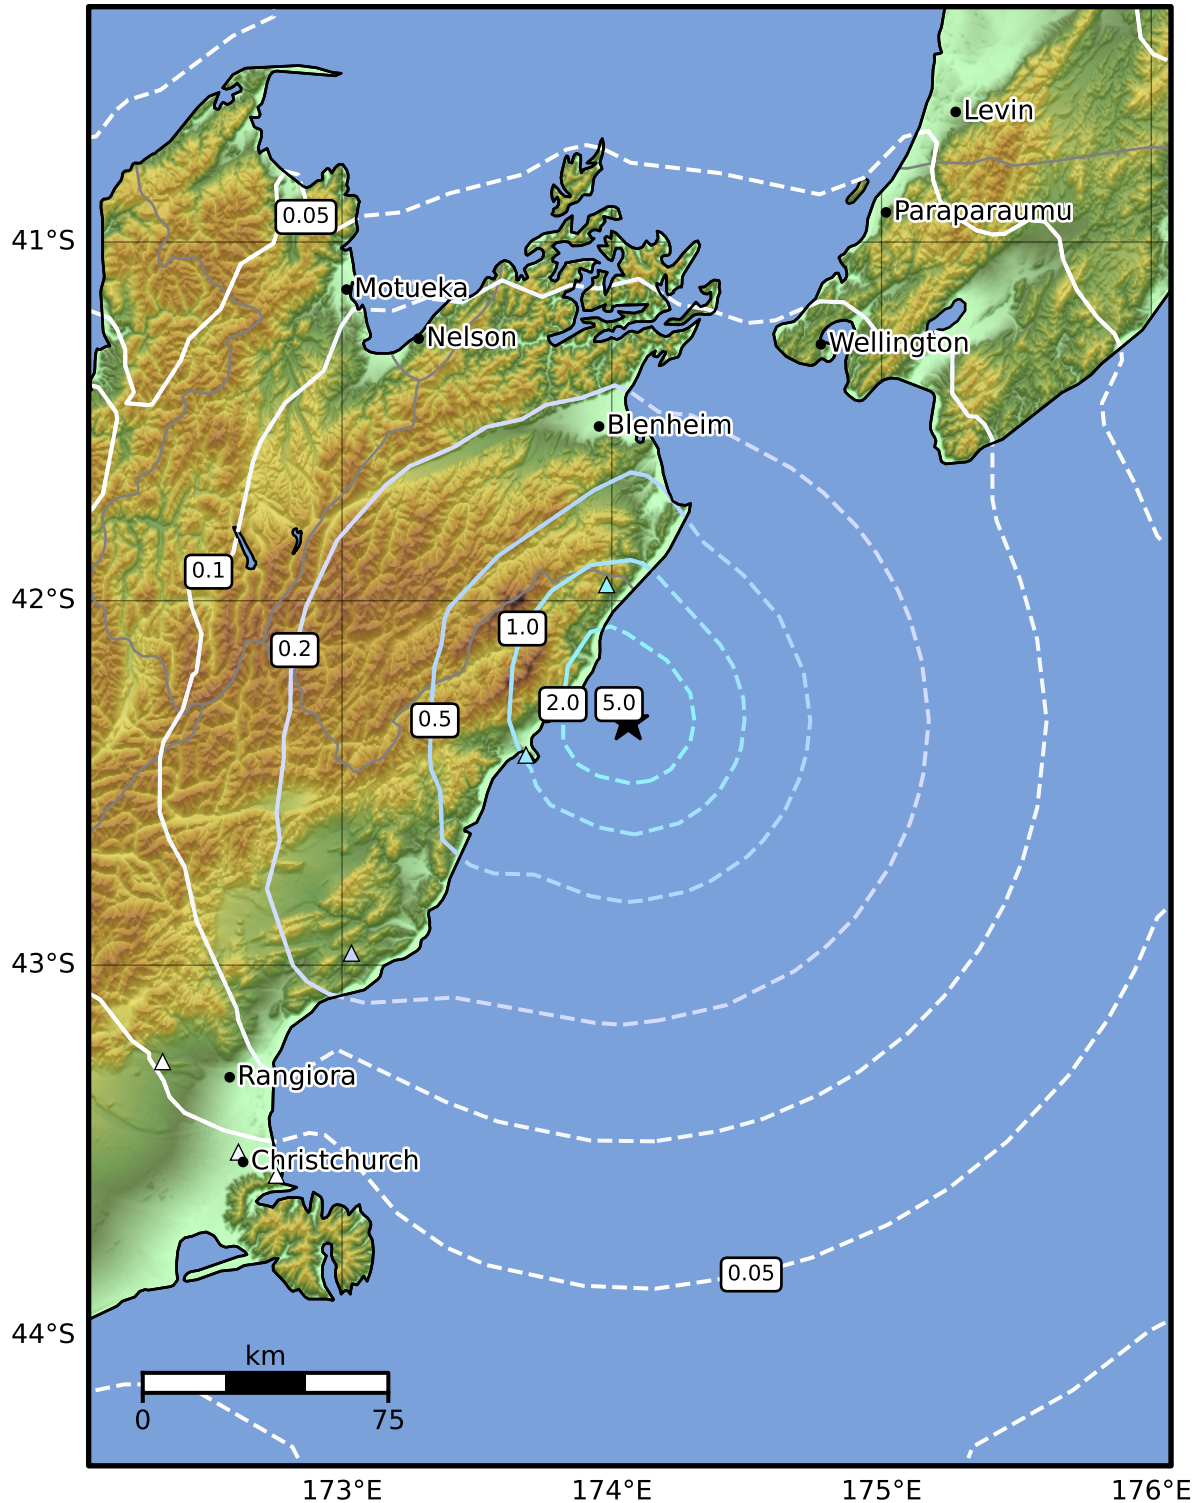 Levin
0.05
Paraparaumu
41°S
Motueka
Nelson
Wellington
Blenheim
0.1
42°S
1.0
0.2
2.0
5.0
0.5
43°S
Rangiora
Christchurch
0.05
44°S
km
0
75
173°E
174°E
175°E
176°E